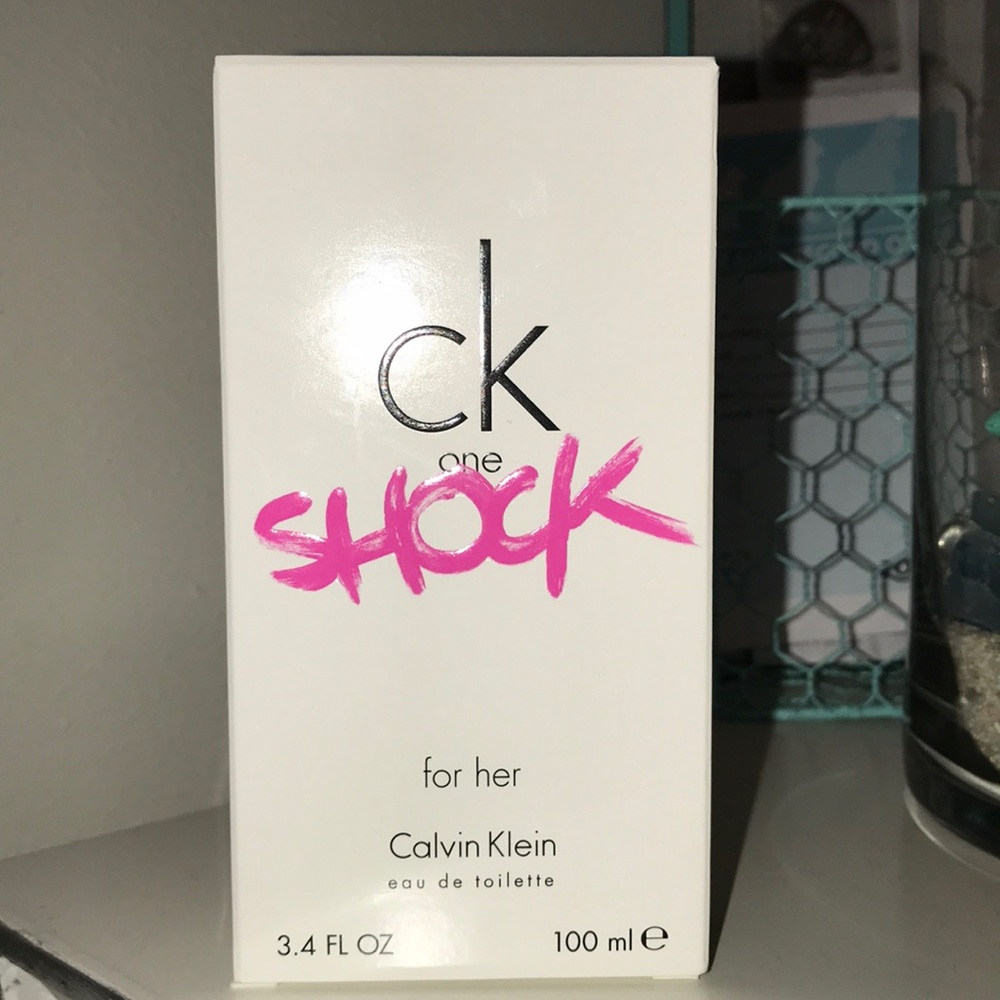 ck
one
SHOCK
for her
Calvin Klein
eau de toilette
3.4 FL OZ 100 ml ℮